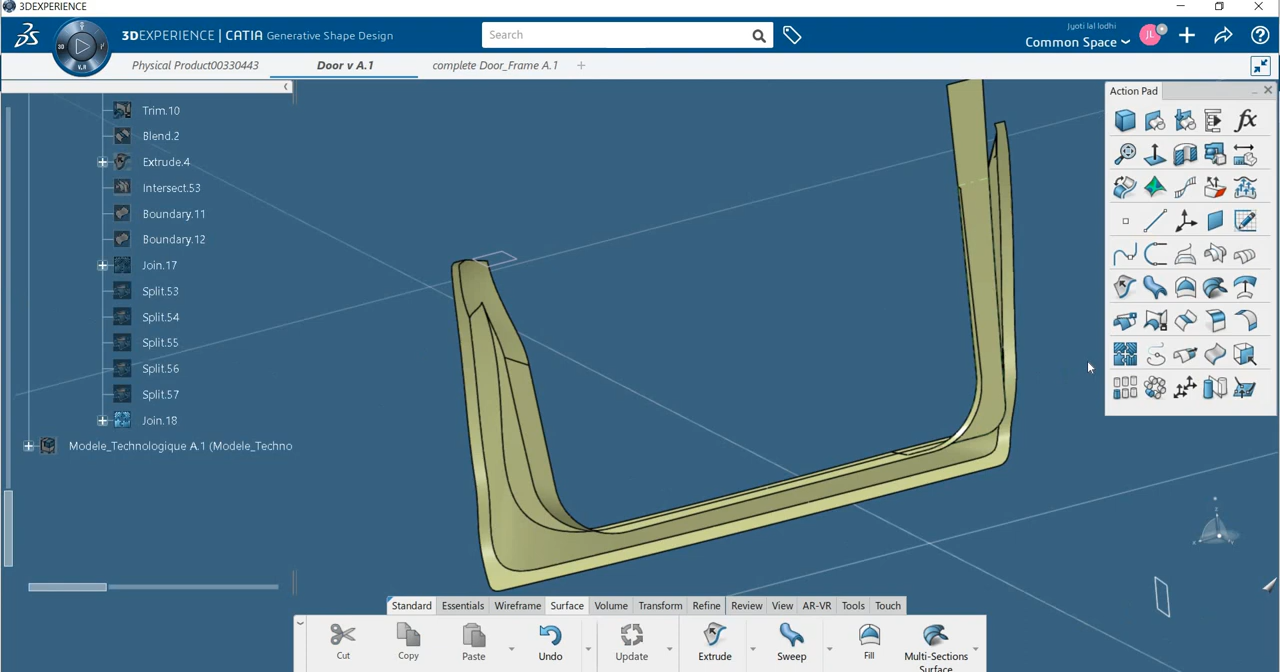 3DEXPERIENCE
3DEXPERIENCE | CATIA Generative Shape Design
Search
Jyoti lal lodhi
Common Space
JL
3D
V.R
Physical Product00330443
Door v A.1
complete Door_Frame A.1
Trim.10
Blend.2
Extrude.4
Intersect.53
Boundary.11
Boundary.12
Join.17
Split.53
Split.54
Split.55
Split.56
Split.57
Join.18
Modele_Technologique A.1 (Modele_Techno
Action Pad
fx
Standard
Essentials
Wireframe
Surface
Volume
Transform
Refine
Review
View
AR-VR
Tools
Touch
Cut
Copy
Paste
Undo
Update
Extrude
Sweep
Fill
Multi-Sections
Surface